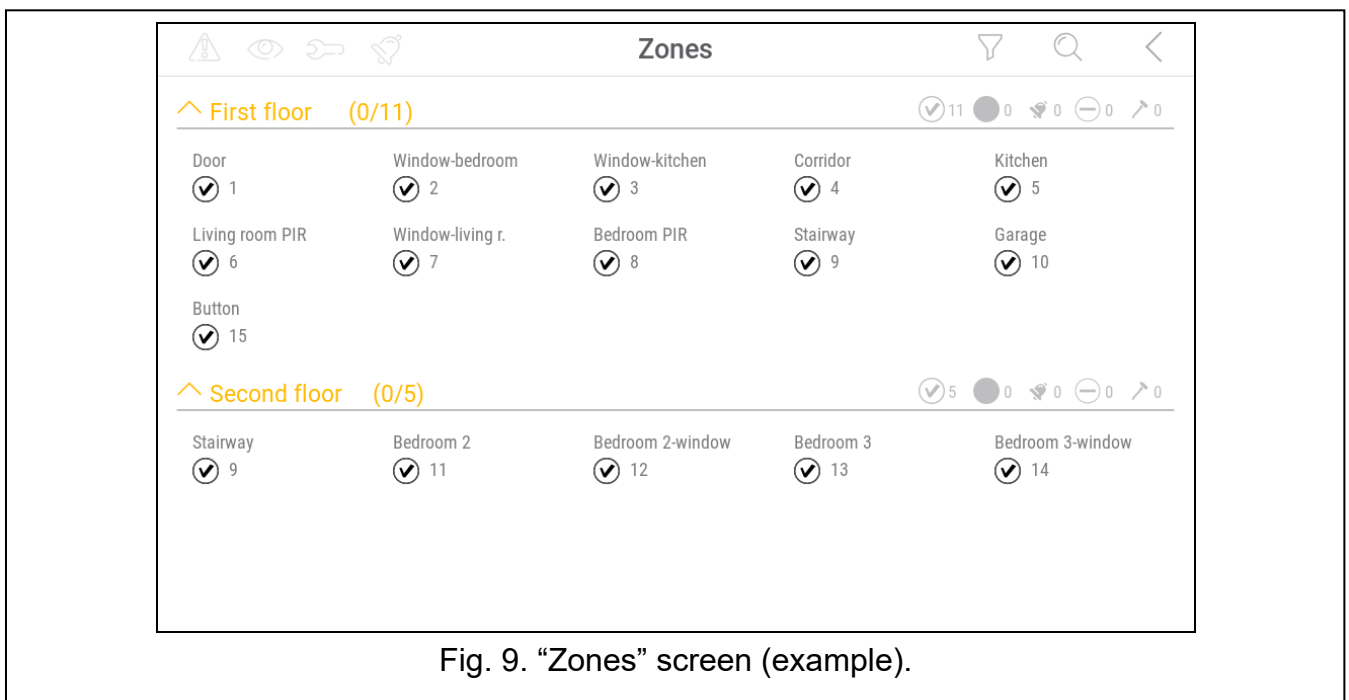 Zones
First floor (0/11) 11 0 0 0 0
Door Window-bedroom Window-kitchen Corridor Kitchen
1 2 3 4 5
Living room PIR Window-living r. Bedroom PIR Stairway Garage
6 7 8 9 10
Button
15
Second floor (0/5) 5 0 0 0 0
Stairway Bedroom 2 Bedroom 2-window Bedroom 3 Bedroom 3-window
9 11 12 13 14
Fig. 9. “Zones” screen (example).